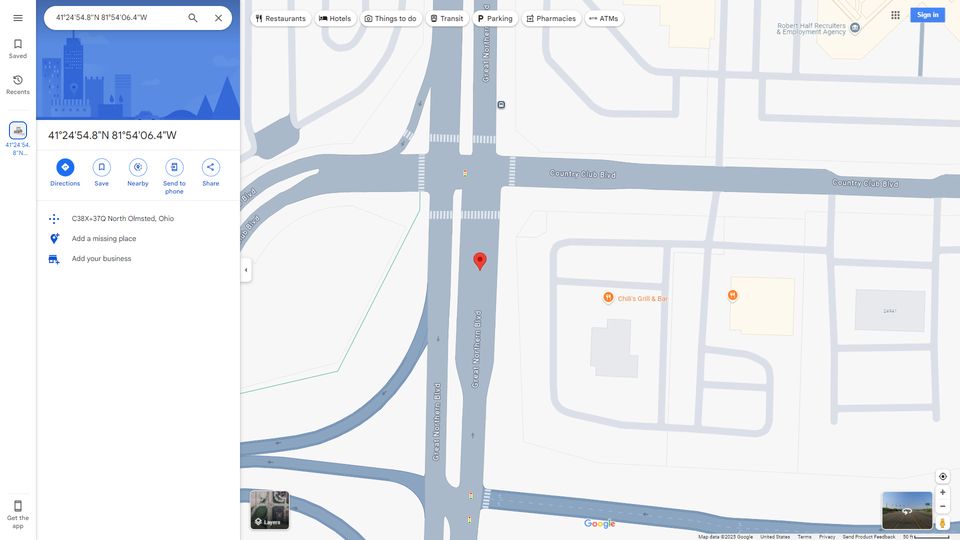 41°24'54.8"N 81°54'06.4"W
Restaurants
Hotels
Things to do
Transit
Parking
Pharmacies
ATMs
Sign in
Saved
Recents
41°24'54.
8"N...
41°24'54.8"N 81°54'06.4"W
Directions
Save
Nearby
Send to
phone
Share
C38X+37Q North Olmsted, Ohio
Add a missing place
Add your business
Get the
app
Robert Half Recruiters
& Employment Agency
Great Northern Blvd
Country Club Blvd
Country Club Blvd
Blvd
ub Blvd
Chili's Grill & Bar
Great Northern Blvd
Great Northern Blvd
Layers
Google
Map data ©2025 Google
United States
Terms
Privacy
Send Product Feedback
50 ft